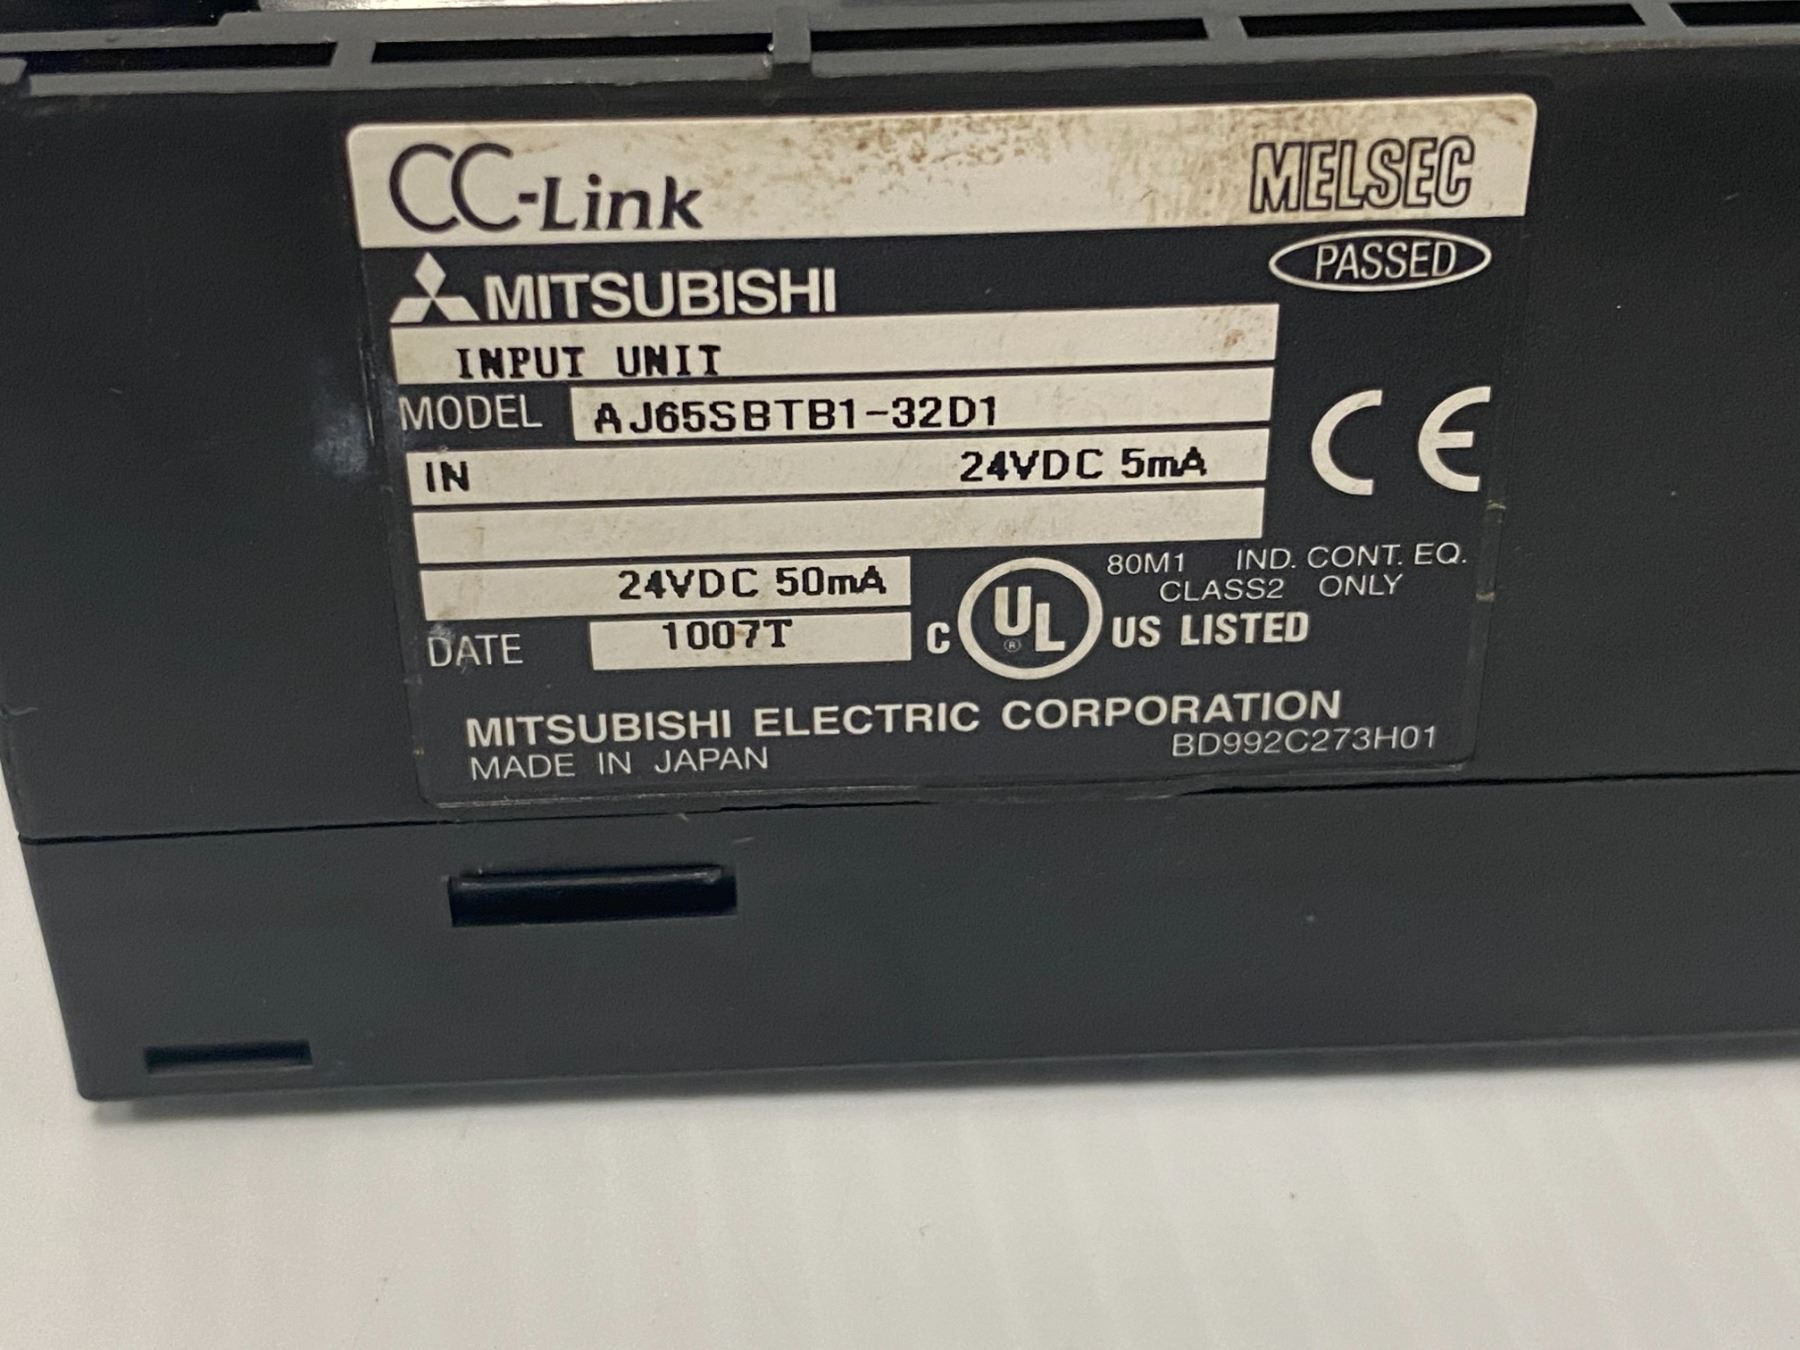 CC-Link MELSEC
MITSUBISHI PASSED
INPUT UNIT
MODEL AJ65SBTB1-32D1
IN 24VDC 5mA
CE
24VDC 50mA
80M1 IND. CONT. EQ.
CLASS2 ONLY
DATE 1007T
C UL ® US LISTED
MITSUBISHI ELECTRIC CORPORATION
MADE IN JAPAN BD992C273H01